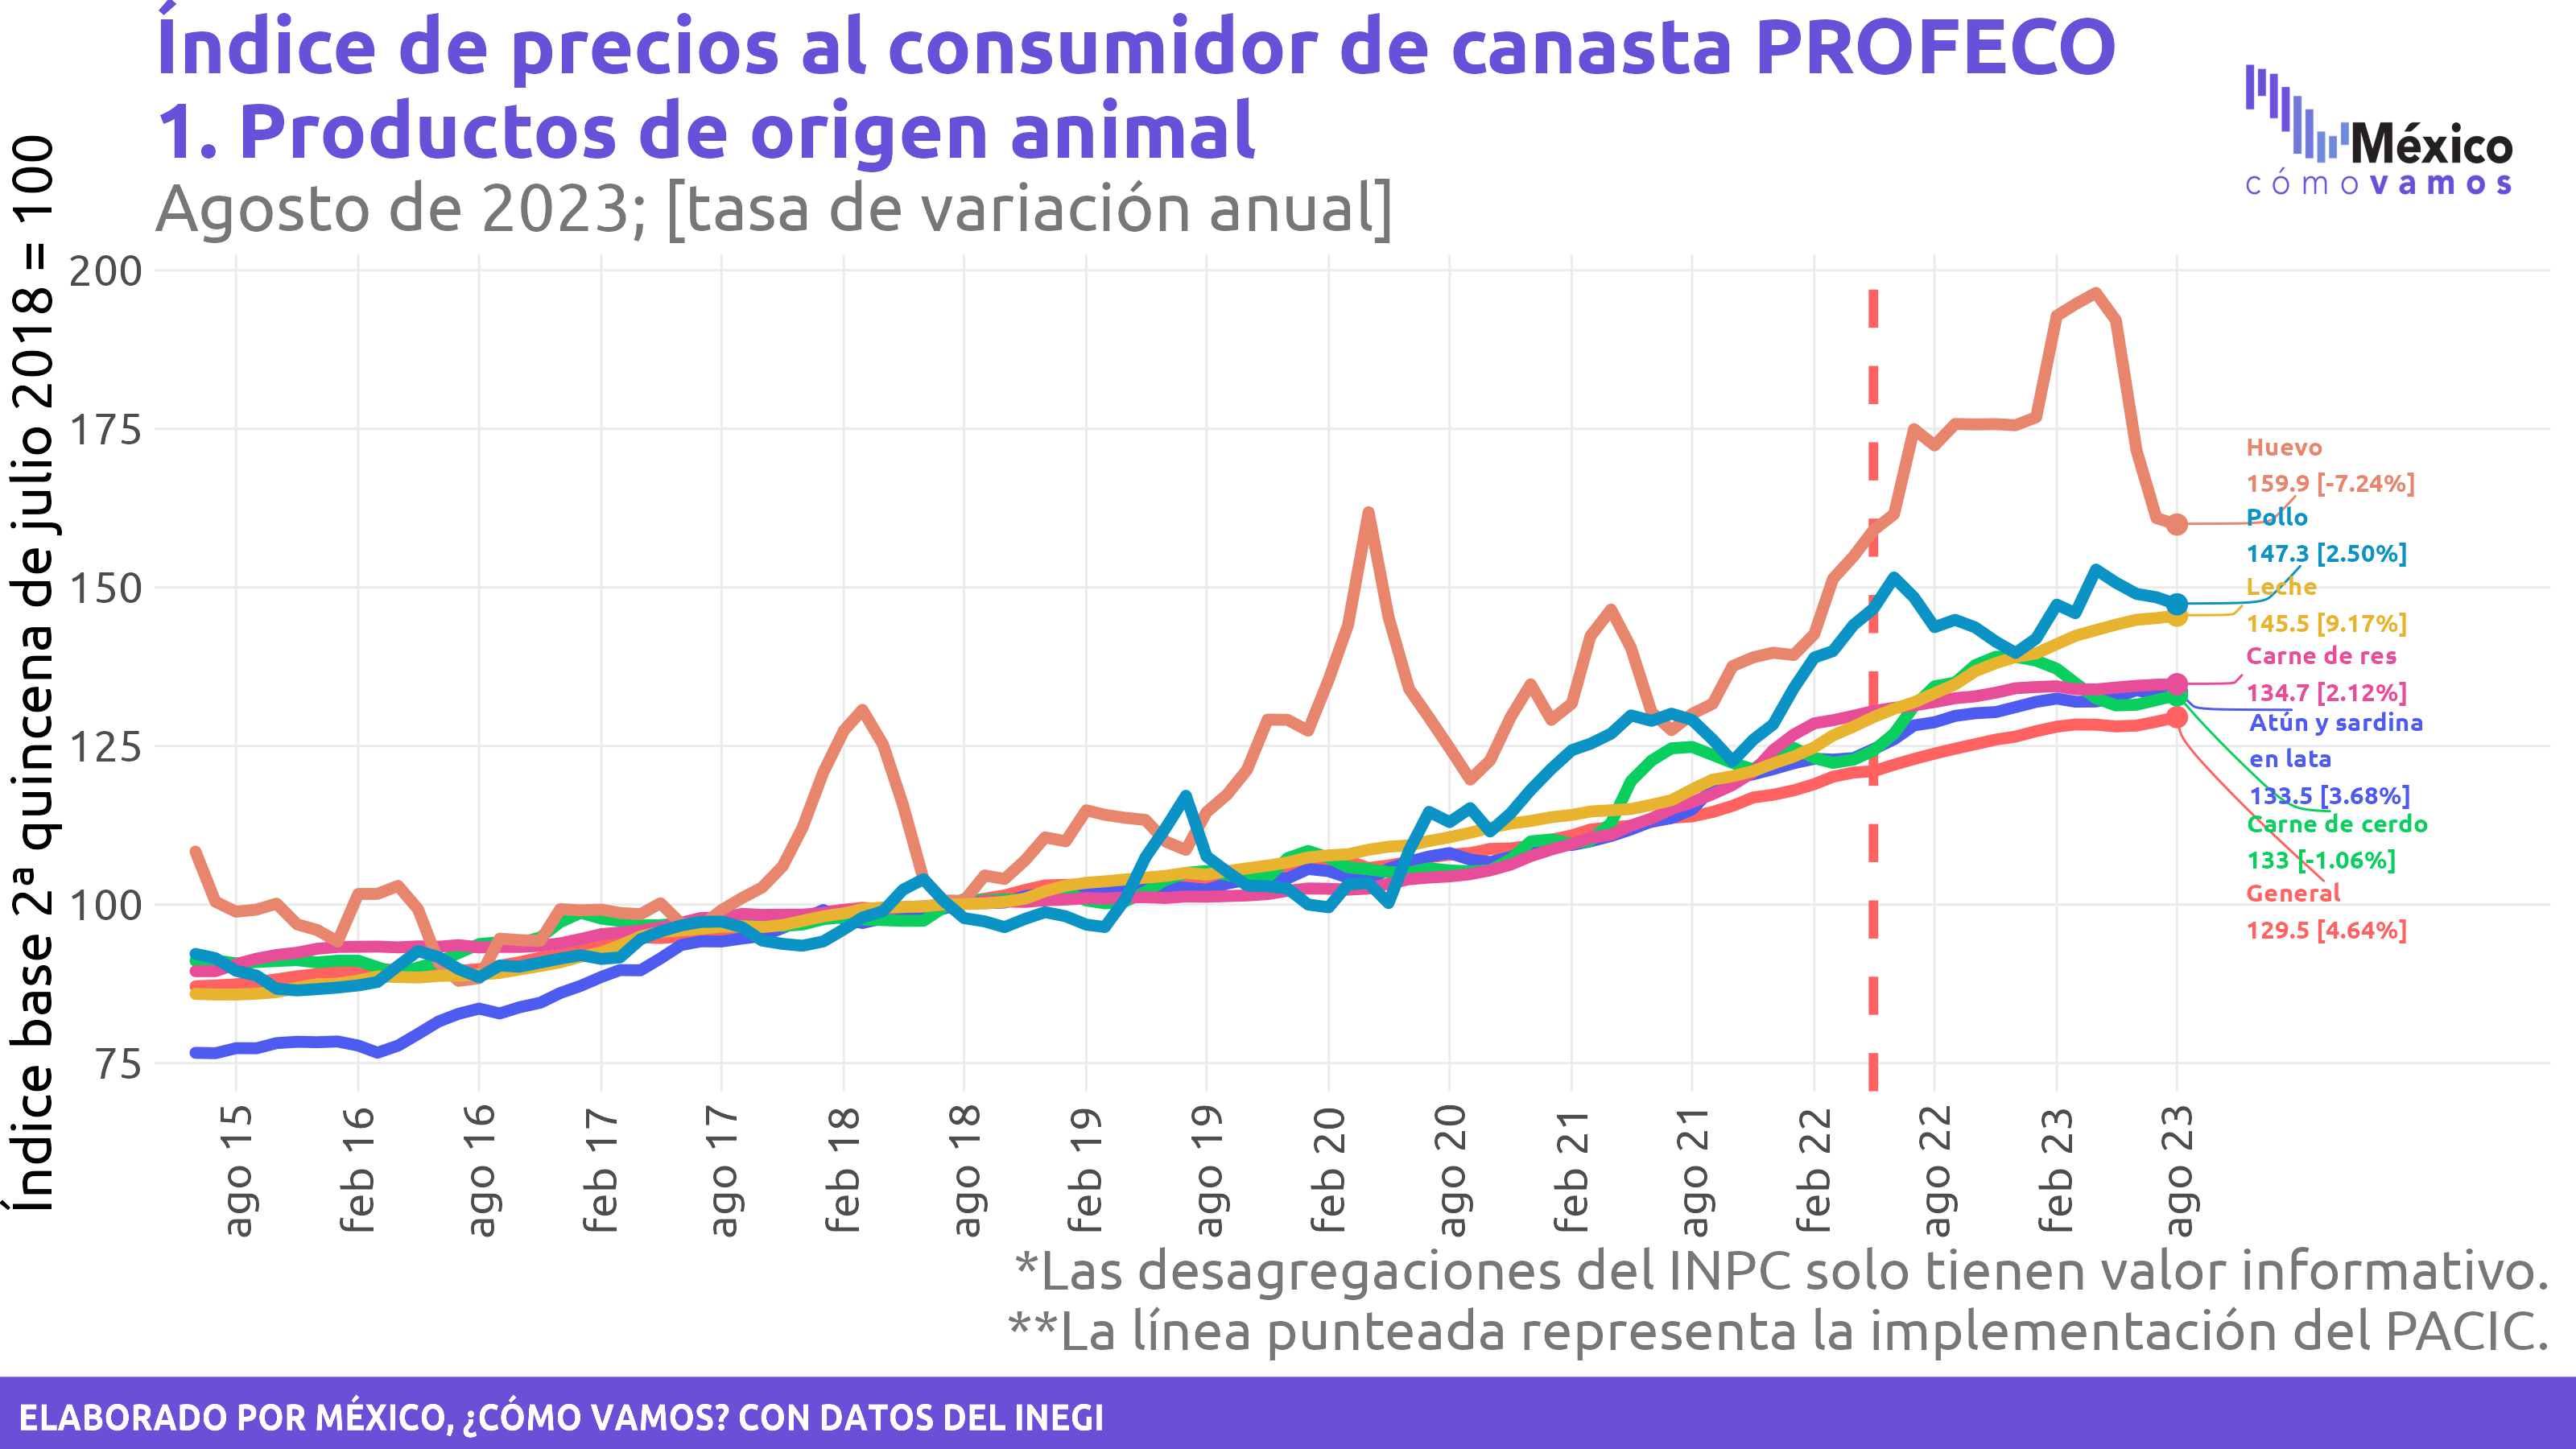 Índice de precios al consumidor de canasta PROFECO
1. Productos de origen animal
Agosto de 2023; [tasa de variación anual]
México
cómo vamos
Índice base 2ª quincena de julio 2018 = 100
200
175
150
125
100
75
Huevo
159.9 [-7.24%]
Pollo
147.3 [2.50%]
Leche
145.5 [9.17%]
Carne de res
134.7 [2.12%]
Atún y sardina
en lata
133.5 [3.68%]
Carne de cerdo
133 [-1.06%]
General
129.5 [4.64%]
ago 15
feb 16
ago 16
feb 17
ago 17
feb 18
ago 18
feb 19
ago 19
feb 20
ago 20
feb 21
ago 21
feb 22
ago 22
feb 23
ago 23
*Las desagregaciones del INPC solo tienen valor informativo.
**La línea punteada representa la implementación del PACIC.
ELABORADO POR MÉXICO, ¿CÓMO VAMOS? CON DATOS DEL INEGI